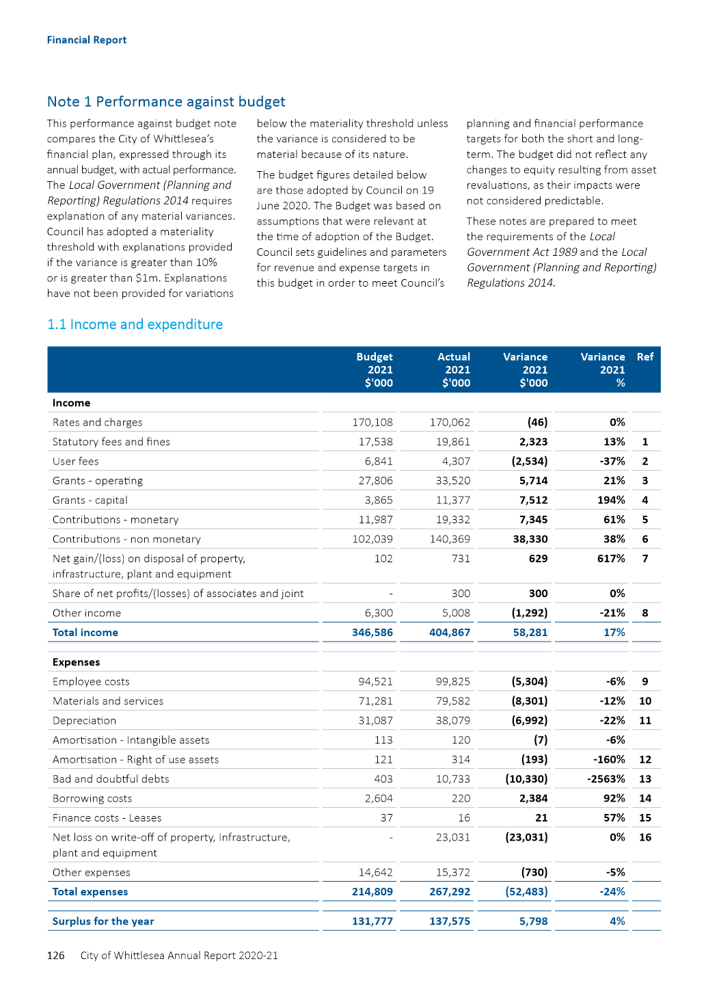 Financial Report
Note 1 Performance against budget
This performance against budget note
compares the City of Whittlesea's
financial plan, expressed through its
annual budget, with actual performance.
The Local Government (Planning and
Reporting) Regulations 2014 requires
explanation of any material variances.
Council has adopted a materiality
threshold with explanations provided
if the variance is greater than 10%
or is greater than $1m. Explanations
have not been provided for variations
below the materiality threshold unless
the variance is considered to be
material because of its nature.
The budget figures detailed below
are those adopted by Council on 19
June 2020. The Budget was based on
assumptions that were relevant at
the time of adoption of the Budget.
Council sets guidelines and parameters
for revenue and expense targets in
this budget in order to meet Council's
planning and financial performance
targets for both the short and long-
term. The budget did not reflect any
changes to equity resulting from asset
revaluations, as their impacts were
not considered predictable.
These notes are prepared to meet
the requirements of the Local
Government Act 1989 and the Local
Government (Planning and Reporting)
Regulations 2014.
1.1 Income and expenditure
Budget Actual Variance Variance Ref
2021 2021 2021 2021
$'000 $'000 $'000 %
Income
Rates and charges 170,108 170,062 (46) 0%
Statutory fees and fines 17,538 19,861 2,323 13% 1
User fees 6,841 4,307 (2,534) -37% 2
Grants - operating 27,806 33,520 5,714 21% 3
Grants - capital 3,865 11,377 7,512 194% 4
Contributions - monetary 11,987 19,332 7,345 61% 5
Contributions - non monetary 102,039 140,369 38,330 38% 6
Net gain/(loss) on disposal of property, 102 731 629 617% 7
infrastructure, plant and equipment
Share of net profits/(losses) of associates and joint - 300 300 0%
Other income 6,300 5,008 (1,292) -21% 8
Total income 346,586 404,867 58,281 17%
Expenses
Employee costs 94,521 99,825 (5,304) -6% 9
Materials and services 71,281 79,582 (8,301) -12% 10
Depreciation 31,087 38,079 (6,992) -22% 11
Amortisation - Intangible assets 113 120 (7) -6%
Amortisation - Right of use assets 121 314 (193) -160% 12
Bad and doubtful debts 403 10,733 (10,330) -2563% 13
Borrowing costs 2,604 220 2,384 92% 14
Finance costs - Leases 37 16 21 57% 15
Net loss on write-off of property, Infrastructure, - 23,031 (23,031) 0% 16
plant and equipment
Other expenses 14,642 15,372 (730) -5%
Total expenses 214,809 267,292 (52,483) -24%
Surplus for the year 131,777 137,575 5,798 4%
126 City of Whittlesea Annual Report 2020-21